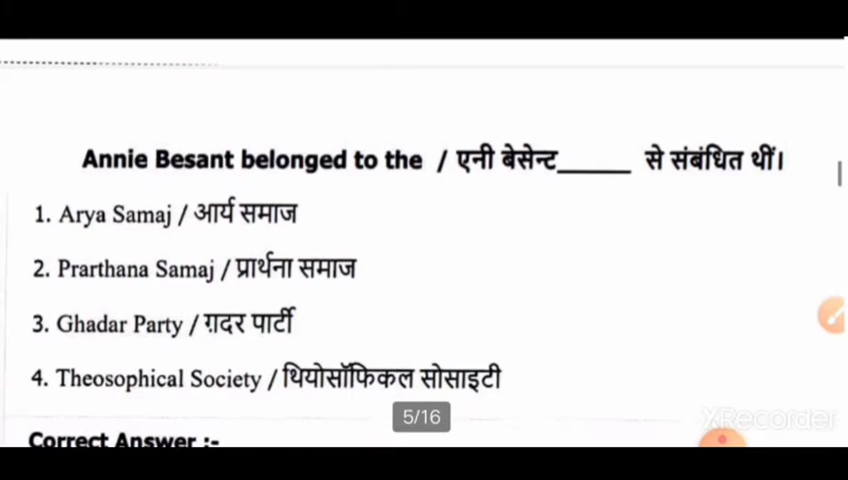 Annie Besant belonged to the / एनी बेसेन्ट______ से संबंधित थीं।
1. Arya Samaj / आर्य समाज
2. Prarthana Samaj / प्रार्थना समाज
3. Ghadar Party / ग़दर पार्टी
4. Theosophical Society / थियोसॉफिकल सोसाइटी
5/16
XRecorder
Correct Answer :-